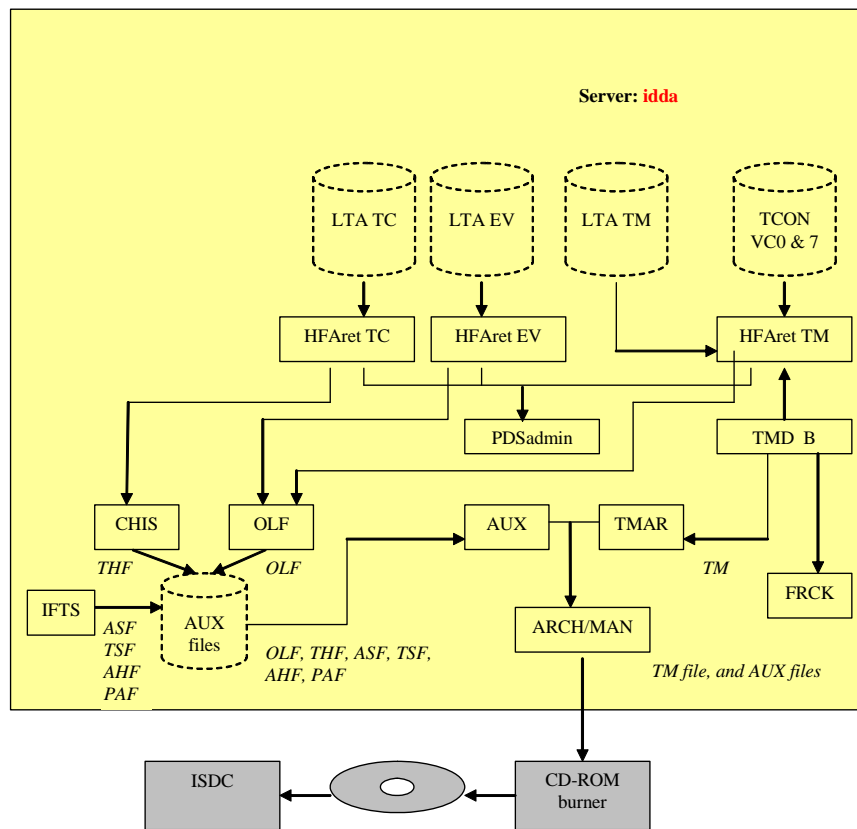 Server: idda
LTA TC
LTA EV
LTA TM
TCON
VC0 & 7
HFAret TC
HFAret EV
HFAret TM
PDSadmin
TMD B
CHIS
OLF
AUX
TMAR
THF
OLF
TM
IFTS
ASF
TSF
AHF
PAF
AUX
files
FRCK
ARCH/MAN
OLF, THF, ASF, TSF,
AHF, PAF
TM file, and AUX files
ISDC
CD-ROM
burner